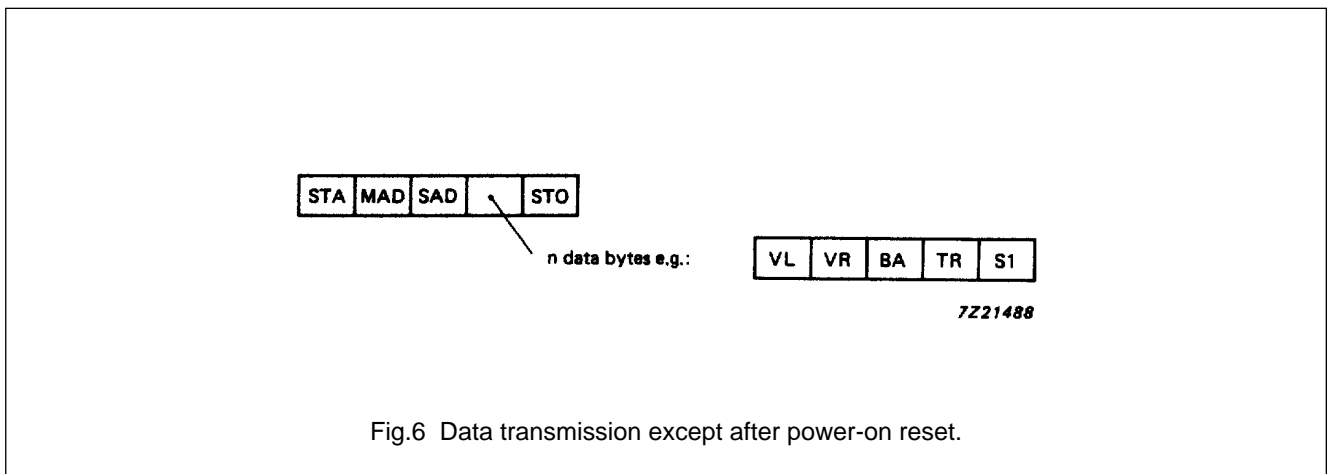 STA MAD SAD STO
n data bytes e.g.:
VL VR BA TR S1
7Z21488
Fig.6 Data transmission except after power-on reset.